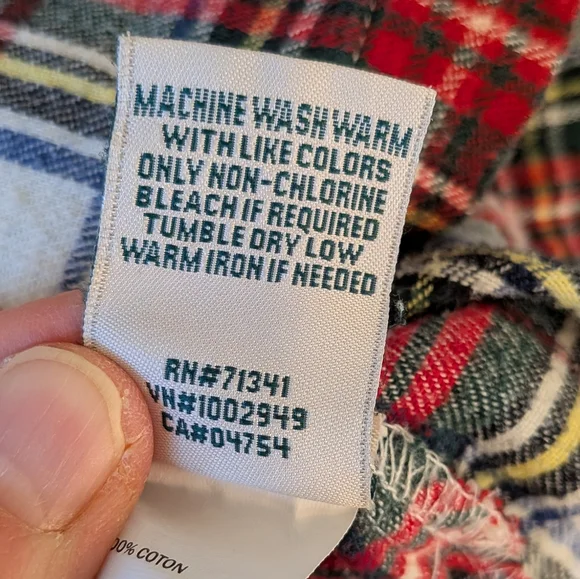 MACHINE WASH WARM
WITH LIKE COLORS
ONLY NON-CHLORINE
BLEACH IF REQUIRED
TUMBLE DRY LOW
WARM IRON IF NEEDED
RN#71341
VN#1002949
CA#04754
00% COTON